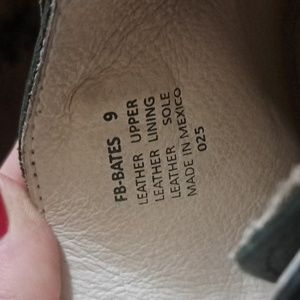 FB-BATES 9
LEATHER UPPER
LEATHER LINING
LEATHER SOLE
MADE IN MEXICO
025